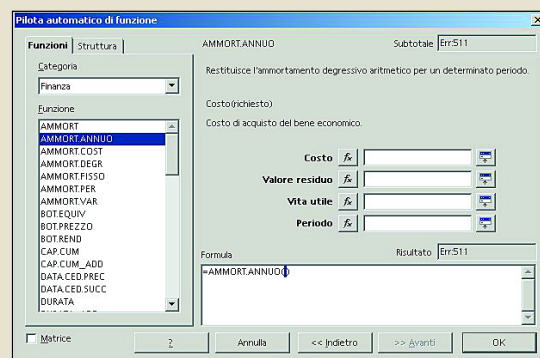 Pilota automatico di funzione
Funzioni Struttura
Categoria
Finanza
Funzione
AMMORT
AMMORT.ANNUO
AMMORT.COST
AMMORT.DEGR
AMMORT.FISSO
AMMORT.PER
AMMORT.VAR
BOT.EQUIV
BOT.PREZZO
BOT.REND
CAP.CUM
CAP.CUM_ADD
DATA.CED.PREC
DATA.CED.SUCC
DURATA
AMMORT.ANNUO
Subtotale Err:511
Restituisce l'ammortamento degressivo aritmetico per un determinato periodo.
Costo(richiesto)
Costo di acquisto del bene economico.
Costo fx
Valore residuo fx
Vita utile fx
Periodo fx
Formula
Risultato Err:511
=AMMORT.ANNUO()
Matrice
? Annulla << Indietro >> Avanti OK